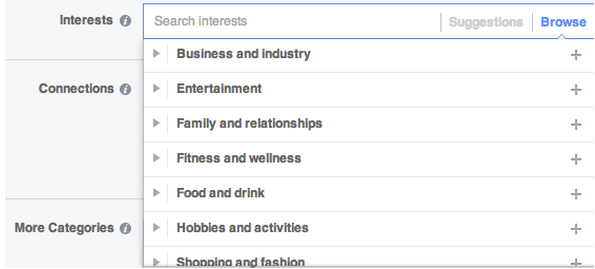 Interests
Search interests
Suggestions
Browse
Business and industry
Entertainment
Connections
Family and relationships
Fitness and wellness
Food and drink
More Categories
Hobbies and activities
Shopping and fashion